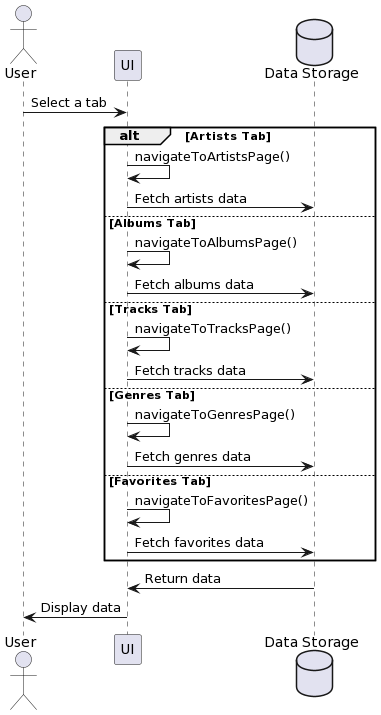 User
UI
Data Storage
Select a tab
alt [Artists Tab]
navigateToArtistsPage()
Fetch artists data
[Albums Tab]
navigateToAlbumsPage()
Fetch albums data
[Tracks Tab]
navigateToTracksPage()
Fetch tracks data
[Genres Tab]
navigateToGenresPage()
Fetch genres data
[Favorites Tab]
navigateToFavoritesPage()
Fetch favorites data
Return data
Display data
User
UI
Data Storage